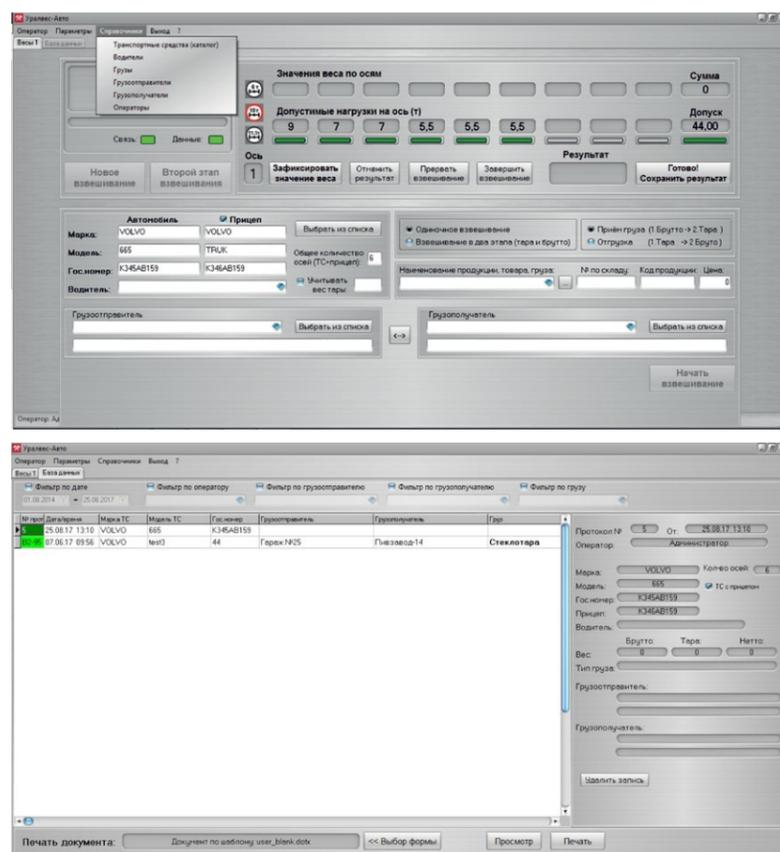 Уралвес-Авто
Оператор Параметры Справочники Выход ?
Весы 1 База данных
Транспортные средства (каталог)
Водители
Грузы
Грузоотправители
Грузополучатели
Операторы
Связь: Данные:
Новое взвешивание
Второй этап взвешивания
Значения веса по осям
Сумма
0
Допустимые нагрузки на ось (т)
Допуск
9 7 7 5,5 5,5 5,5 44,00
Ось
1
Результат
Зафиксировать значение веса
Отменить результат
Прервать взвешивание
Завершить взвешивание
Готово!
Сохранить результат
Автомобиль Прицеп
Марка: VOLVO VOLVO
Выбрать из списка
Модель: 665 TRUK
Общее количество осей (ТС+прицеп): 6
Гос.номер: K345AB159 K346AB159
Учитывать вес тары
Водитель:
Одиночное взвешивание
Взвешивание в два этапа (тара и брутто)
Приём груза (1.Брутто -> 2.Тара )
Отгрузка (1.Тара -> 2.Бруто )
Наименование продукции, товара, груза: № по складу: Код продукции: Цена:
... 0
Грузоотправитель
Выбрать из списка
<-->
Грузополучатель
Выбрать из списка
Начать взвешивание
Оператор: Ад
Уралвес-Авто
Оператор Параметры Справочники Выход ?
Весы 1 База данных
Фильтр по дате Фильтр по оператору Фильтр по грузоотправителю Фильтр по грузополучателю Фильтр по грузу
01.08.2014 - 25.08.2017
№ прот Дата/время Марка ТС Модель ТС Гос.номер Грузоотправитель Грузополучатель Груз
5 25.08.17 13:10 VOLVO 665 K345AB159
07.06.17 09:56 VOLVO test3 44 Гараж №25 Пивзавод-14 Стеклотара
Протокол № 5 От: 25.08.17 13:10
Оператор: Администратор
Марка: VOLVO Кол-во осей: 6
Модель: 665 ТС с прицепом
Гос.номер: K345AB159
Прицеп: K346AB159
Водитель:
Брутто: Тара: Нетто:
Вес: 0 0 0
Тип груза:
Грузоотправитель:
Грузополучатель:
Удалить запись
Печать документа: Документ по шаблону user_blank.dotx << Выбор формы Просмотр Печать